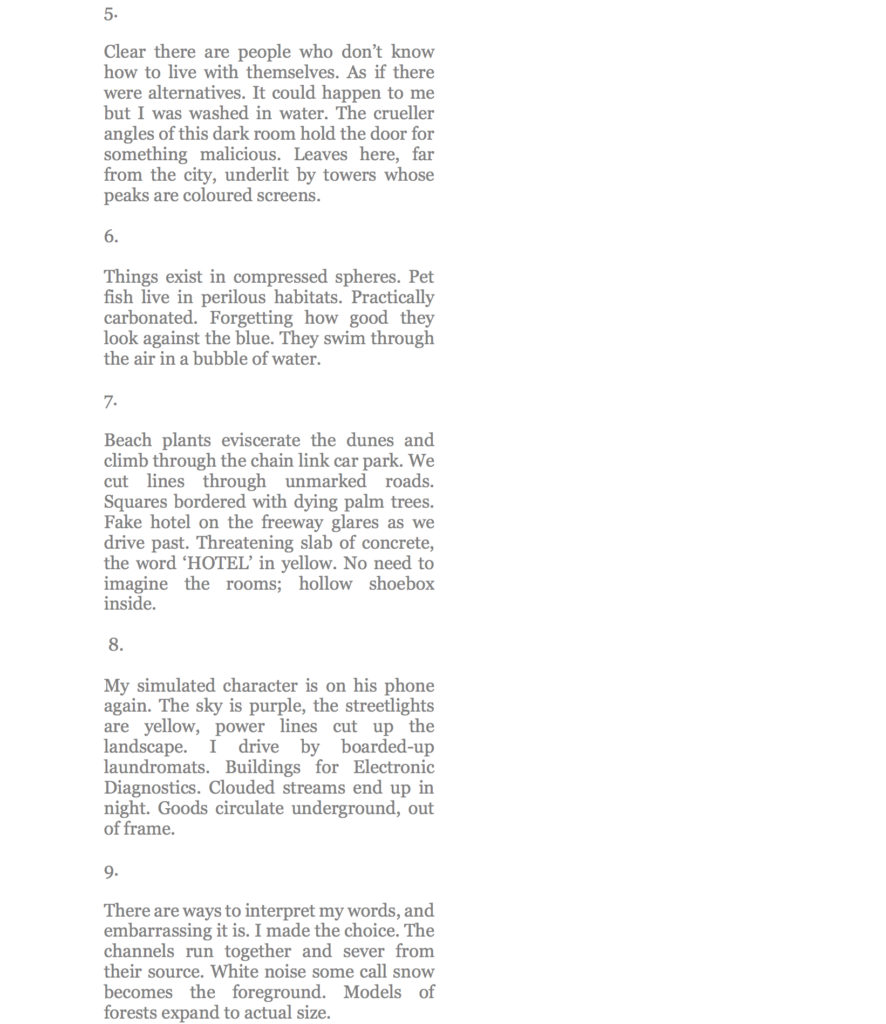 5.
Clear there are people who don’t know
how to live with themselves. As if there
were alternatives. It could happen to me
but I was washed in water. The crueller
angles of this dark room hold the door for
something malicious. Leaves here, far
from the city, underlit by towers whose
peaks are coloured screens.
6.
Things exist in compressed spheres. Pet
fish live in perilous habitats. Practically
carbonated. Forgetting how good they
look against the blue. They swim through
the air in a bubble of water.
7.
Beach plants eviscerate the dunes and
climb through the chain link car park. We
cut lines through unmarked roads.
Squares bordered with dying palm trees.
Fake hotel on the freeway glares as we
drive past. Threatening slab of concrete,
the word ‘HOTEL’ in yellow. No need to
imagine the rooms; hollow shoebox
inside.
8.
My simulated character is on his phone
again. The sky is purple, the streetlights
are yellow, power lines cut up the
landscape. I drive by boarded-up
laundromats. Buildings for Electronic
Diagnostics. Clouded streams end up in
night. Goods circulate underground, out
of frame.
9.
There are ways to interpret my words, and
embarrassing it is. I made the choice. The
channels run together and sever from
their source. White noise some call snow
becomes the foreground. Models of
forests expand to actual size.